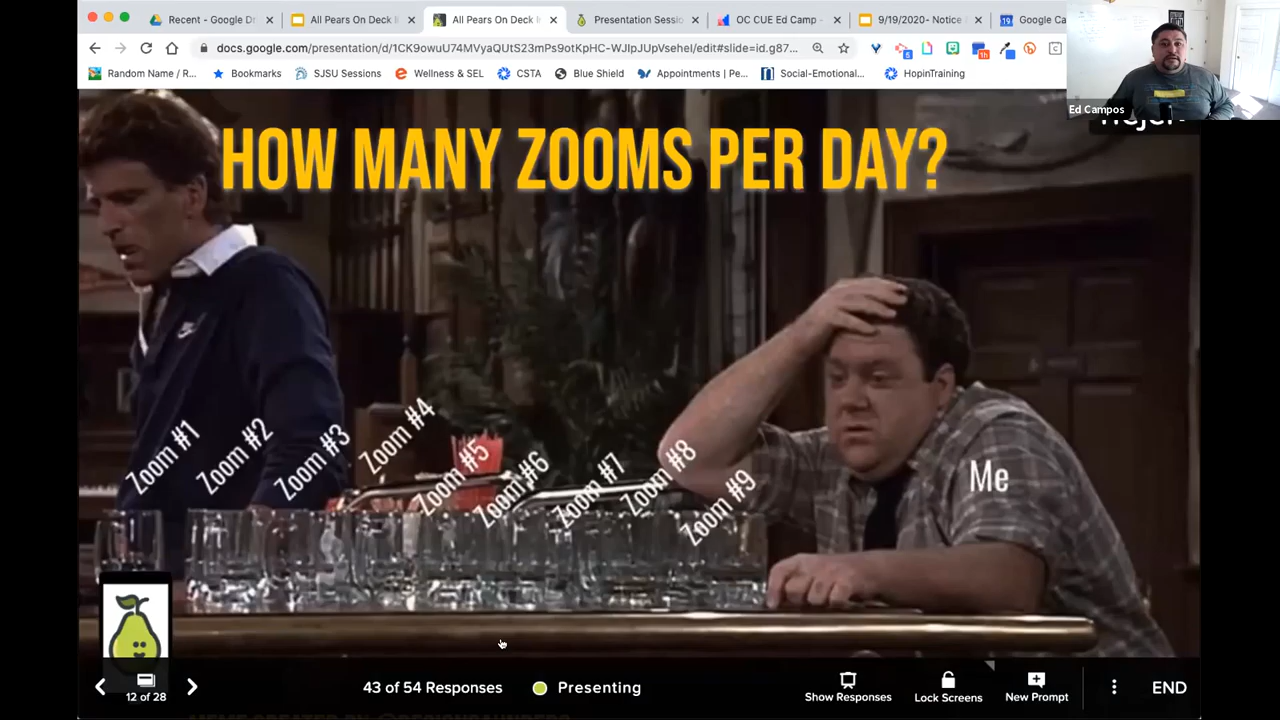 Recent - Google Dr
All Pears On Deck I
All Pears On Deck I
Presentation Sessio
OC CUE Ed Camp -
9/19/2020- Notice
Google Ca
docs.google.com/presentation/d/1CK9owuU74MVyaQUtS23mPs9otKpHC-WJIpJUpVsehel/edit#slide=id.g87...
Random Name / R...
Bookmarks
SJSU Sessions
Wellness & SEL
CSTA
Blue Shield
Appointments | Pe...
Social-Emotional...
HopinTraining
Ed Campos
HOW MANY ZOOMS PER DAY?
Zoom #1
Zoom #2
Zoom #3
Zoom #4
Zoom #5
Zoom #6
Zoom #7
Zoom #8
Zoom #9
Me
12 of 28
43 of 54 Responses
Presenting
Show Responses
Lock Screens
New Prompt
END